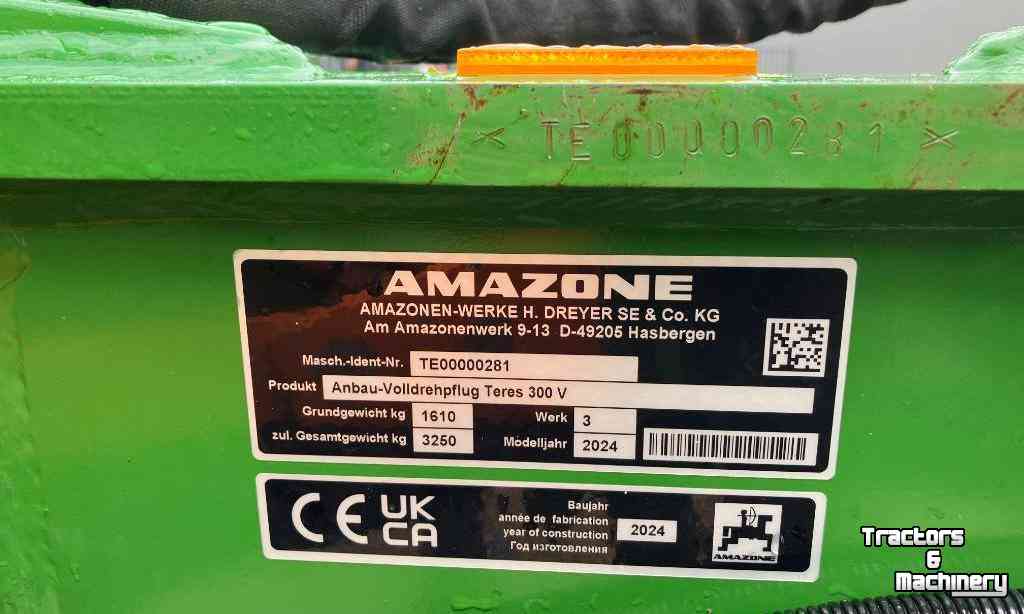 TE00000281
AMAZONE
AMAZONEN-WERKE H. DREYER SE & Co. KG
Am Amazonenwerk 9-13 D-49205 Hasbergen
Masch.-Ident-Nr. TE00000281
Produkt Anbau-Volldrehpflug Teres 300 V
Grundgewicht kg 1610 Werk 3
zul. Gesamtgewicht kg 3250 Modelljahr 2024
CE UK CA
Baujahr
année de fabrication
year of construction
Год изготовления
2024
AMAZONE
Tractors
&
Machinery